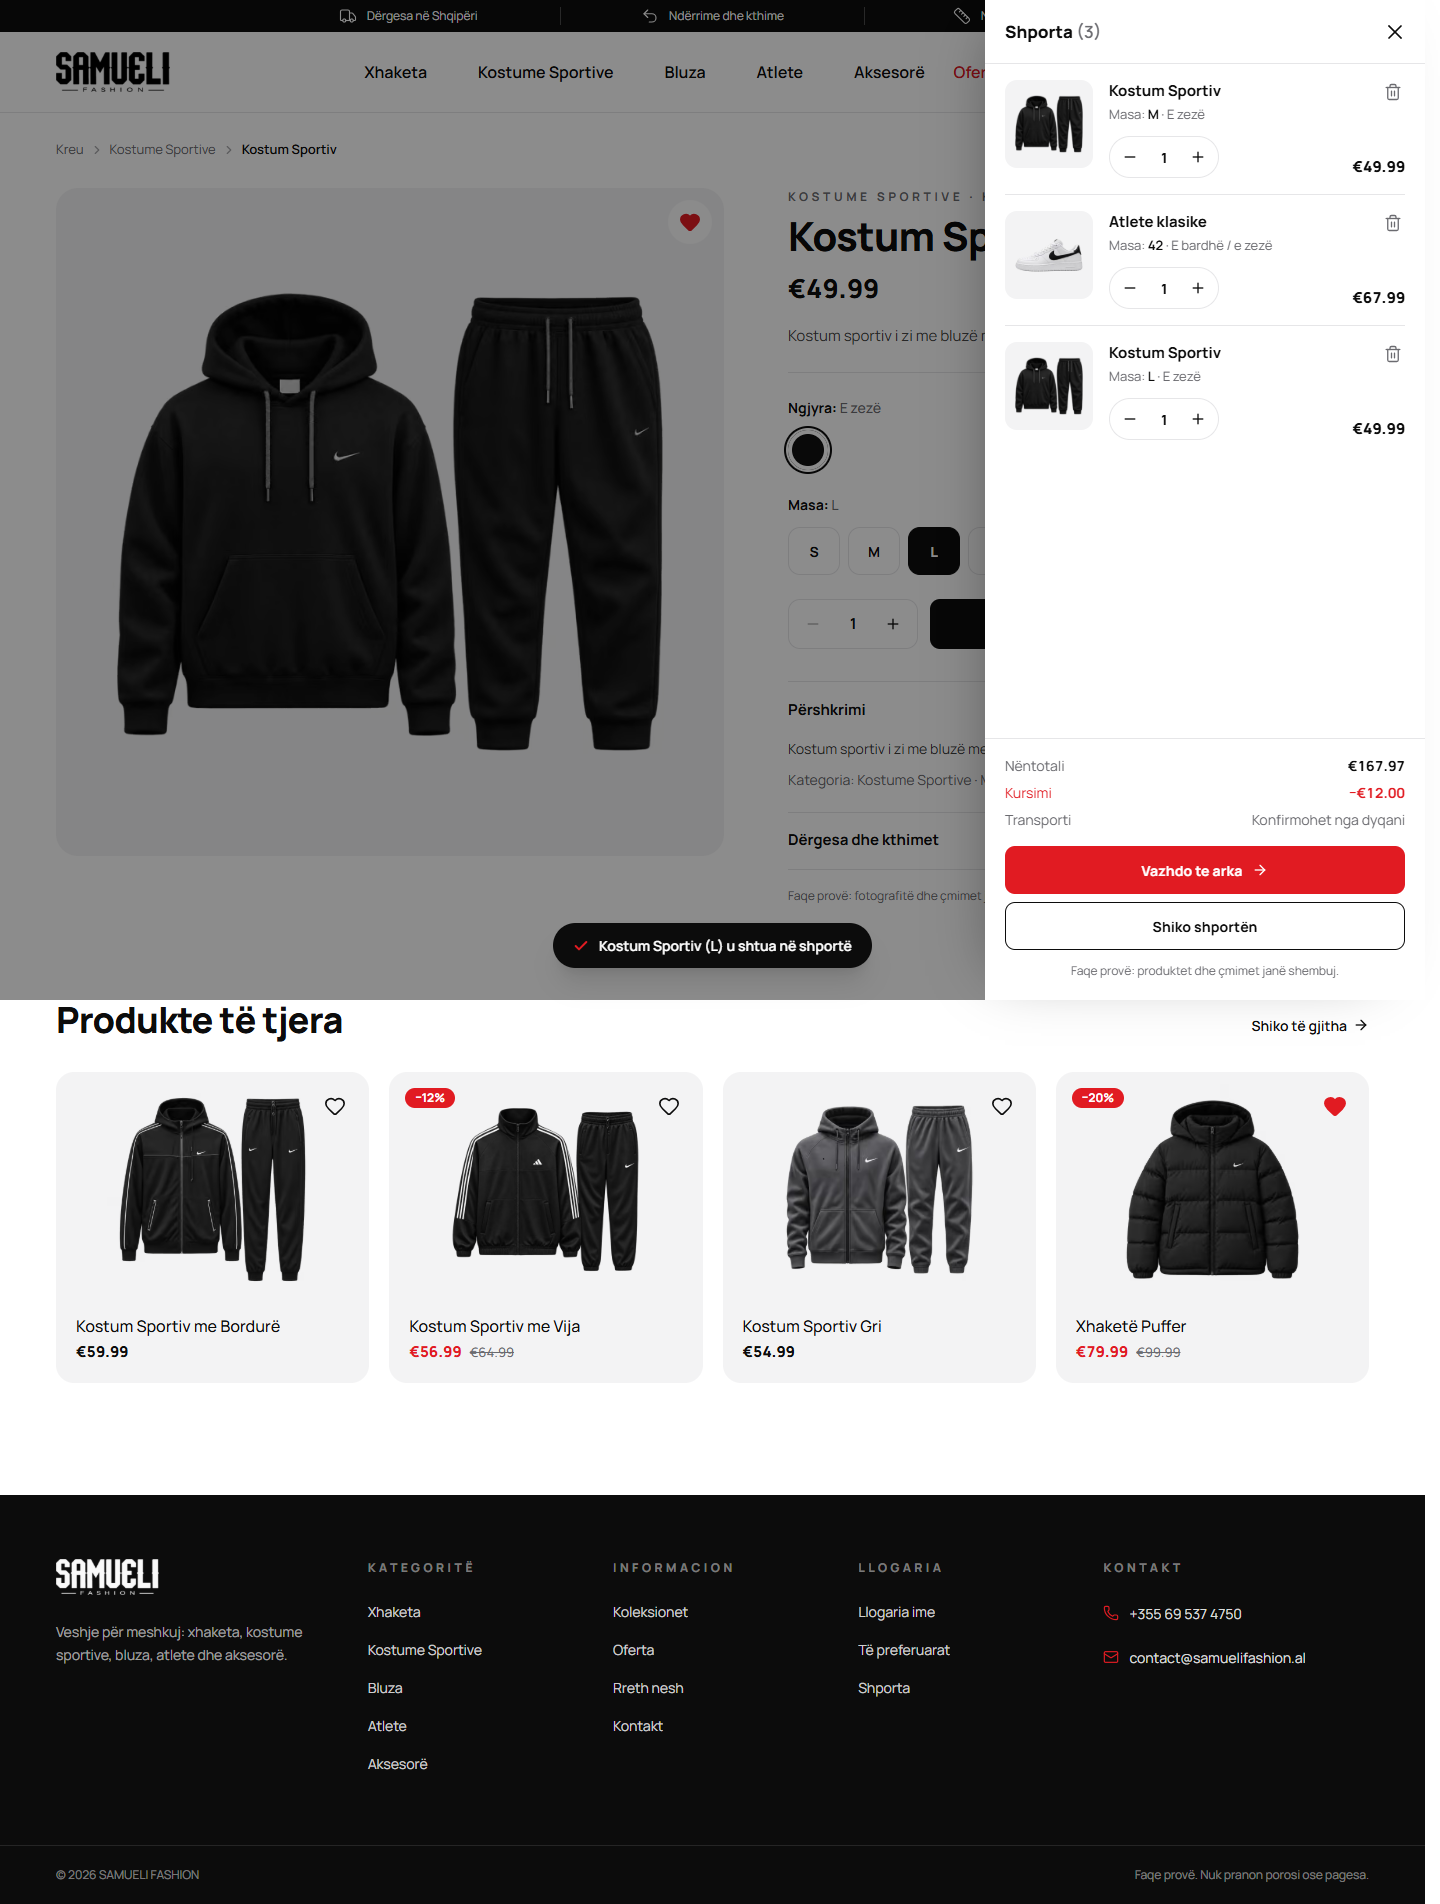 Dërgesa në Shqipëri
Ndërrime dhe kthime
SAMUELI
FASHION
Xhaketa
Kostume Sportive
Bluza
Atlete
Aksesorë
Kreu
Kostume Sportive
Kostum Sportiv
KOSTUME SPORTIVE ·
Kostum Sp
€49.99
Kostum sportiv i zi me bluzë
Ngjyra: E zezë
Masa: L
S
M
L
1
Përshkrimi
Kostum sportiv i zi me bluzë me
Kategoria: Kostume Sportive ·
Dërgesa dhe kthimet
Faqe provë: fotografitë dhe çmimet
Kostum Sportiv (L) u shtua në shportë
Shporta (3)
Kostum Sportiv
Masa: M · E zezë
1
€49.99
Atlete klasike
Masa: 42 · E bardhë / e zezë
1
€67.99
Kostum Sportiv
Masa: L · E zezë
1
€49.99
Nëntotali
€167.97
Kursimi
−€12.00
Transporti
Konfirmohet nga dyqani
Vazhdo te arka
Shiko shportën
Faqe provë: produktet dhe çmimet janë shembuj.
Produkte të tjera
Shiko të gjitha
Kostum Sportiv me Bordurë
€59.99
−12%
Kostum Sportiv me Vija
€56.99 €64.99
Kostum Sportiv Gri
€54.99
−20%
Xhaketë Puffer
€79.99 €99.99
SAMUELI
FASHION
Veshje për meshkuj: xhaketa, kostume
sportive, bluza, atlete dhe aksesorë.
KATEGORITË
Xhaketa
Kostume Sportive
Bluza
Atlete
Aksesorë
INFORMACION
Koleksionet
Oferta
Rreth nesh
Kontakt
LLOGARIA
Llogaria ime
Të preferuarat
Shporta
KONTAKT
+355 69 537 4750
contact@samuelifashion.al
© 2026 SAMUELI FASHION
Faqe provë. Nuk pranon porosi ose pagesa.